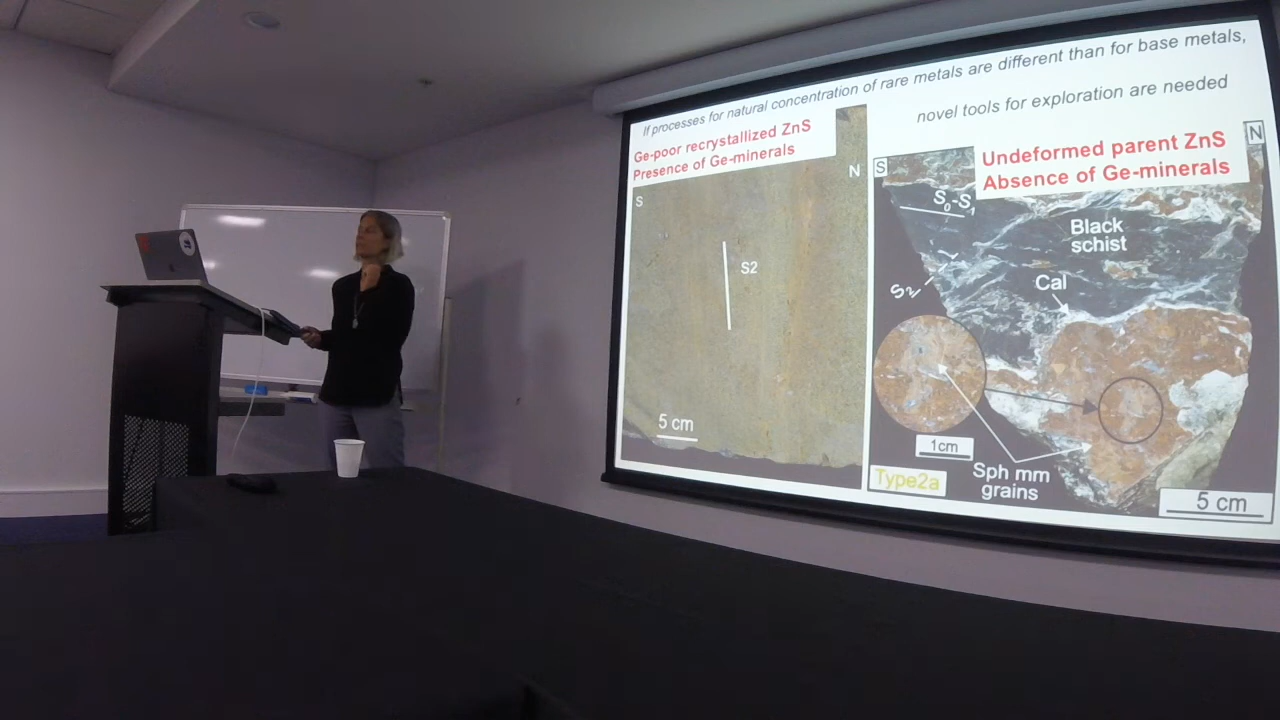 If processes for natural concentration of rare metals are different than for base metals,
novel tools for exploration are needed
Ge-poor recrystallized ZnS
Presence of Ge-minerals
S
N
S2
5 cm
Undeformed parent ZnS
Absence of Ge-minerals
S
N
S0-S1
Black
schist
S2
Cal
1cm
Sph mm
grains
Type2a
5 cm